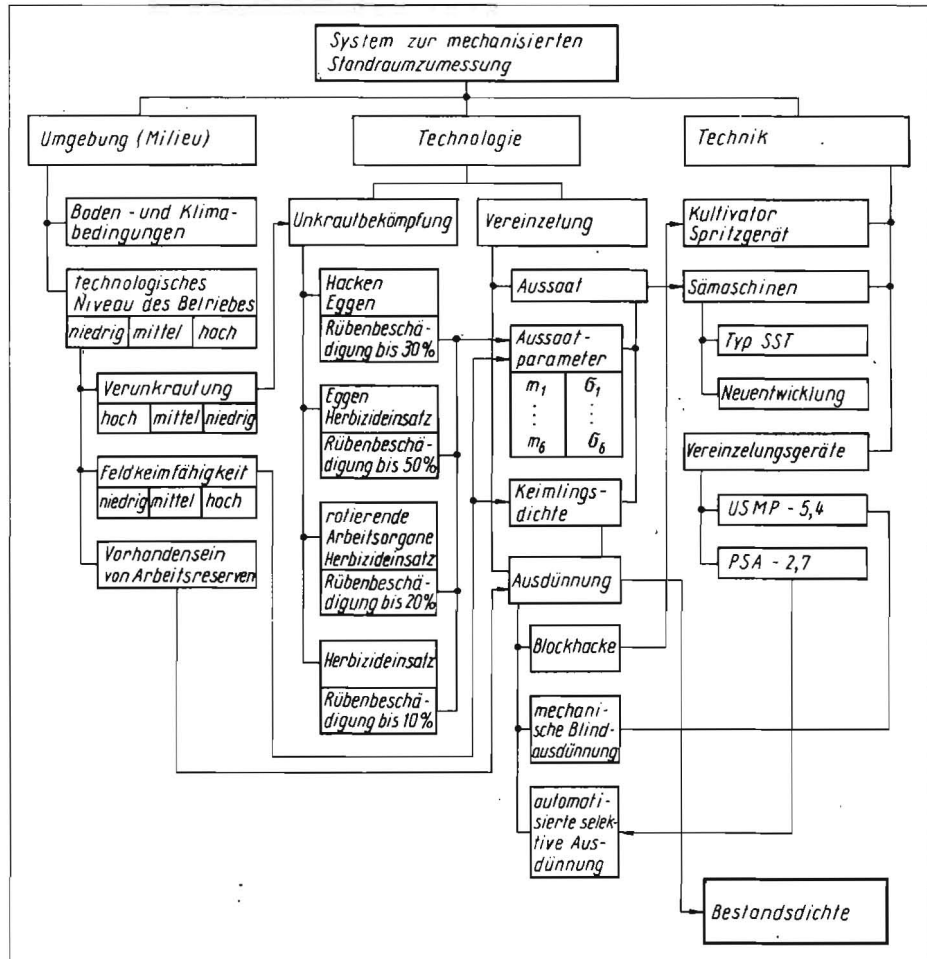 System zur mechanisierten
Standraumzumessung
Umgebung (Milieu)
Technologie
Technik
Boden- und Klima-
bedingungen
technologisches
Niveau des Betriebes
niedrig mittel hoch
Verunkrautung
hoch mittel niedrig
Feldkeimfähigkeit
niedrig mittel hoch
Vorhandensein
von Arbeitsreserven
Unkrautbekämpfung
Hacken
Eggen
Rübenbeschä-
digung bis 30%
Eggen
Herbizideinsatz
Rübenbeschä-
digung bis 50%
rotierende
Arbeitsorgane
Herbizideinsatz
Rübenbeschä-
digung bis 20%
Herbizideinsatz
Rübenbeschä-
digung bis 10%
Vereinzelung
Aussaat
Aussaat-
parameter
m₁ σ₁
⋮ ⋮
m₆ σ₆
Keimlings-
dichte
Ausdünnung
Blockhacke
mechani-
sche Blind-
ausdünnung
automati-
sierte selek-
tive Aus-
dünnung
Kultivator
Spritzgerät
Sämaschinen
Typ SST
Neuentwicklung
Vereinzelungsgeräte
USMP - 5,4
PSA - 2,7
Bestandsdichte